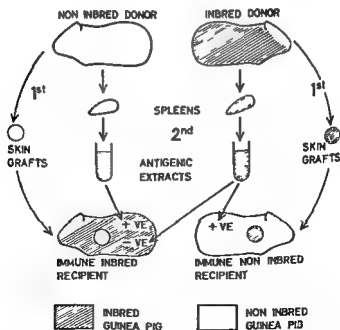 NON INBRED DONOR
INBRED DONOR
1st
1st
SPLEENS
2nd
SKIN
GRAFTS
SKIN
GRAFTS
ANTIGENIC
EXTRACTS
+ VE
- VE
+ VE
IMMUNE INBRED
RECIPIENT
IMMUNE NON INBRED
RECIPIENT
INBRED
GUINEA PIG
NON INBRED
GUINEA PIG